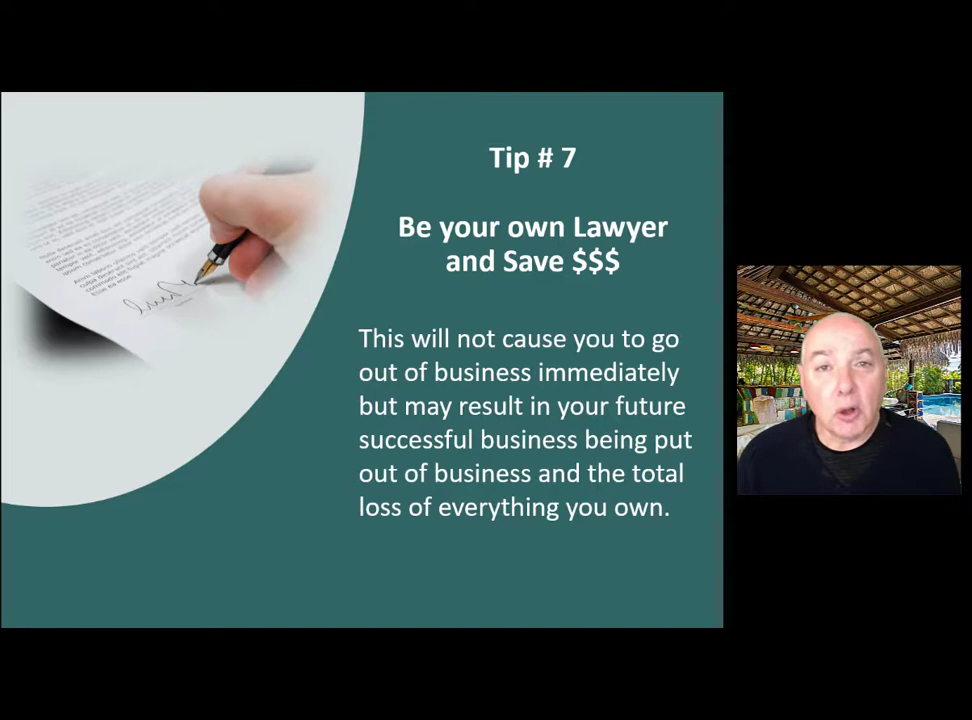 Tip # 7
Be your own Lawyer
and Save $$$
This will not cause you to go
out of business immediately
but may result in your future
successful business being put
out of business and the total
loss of everything you own.